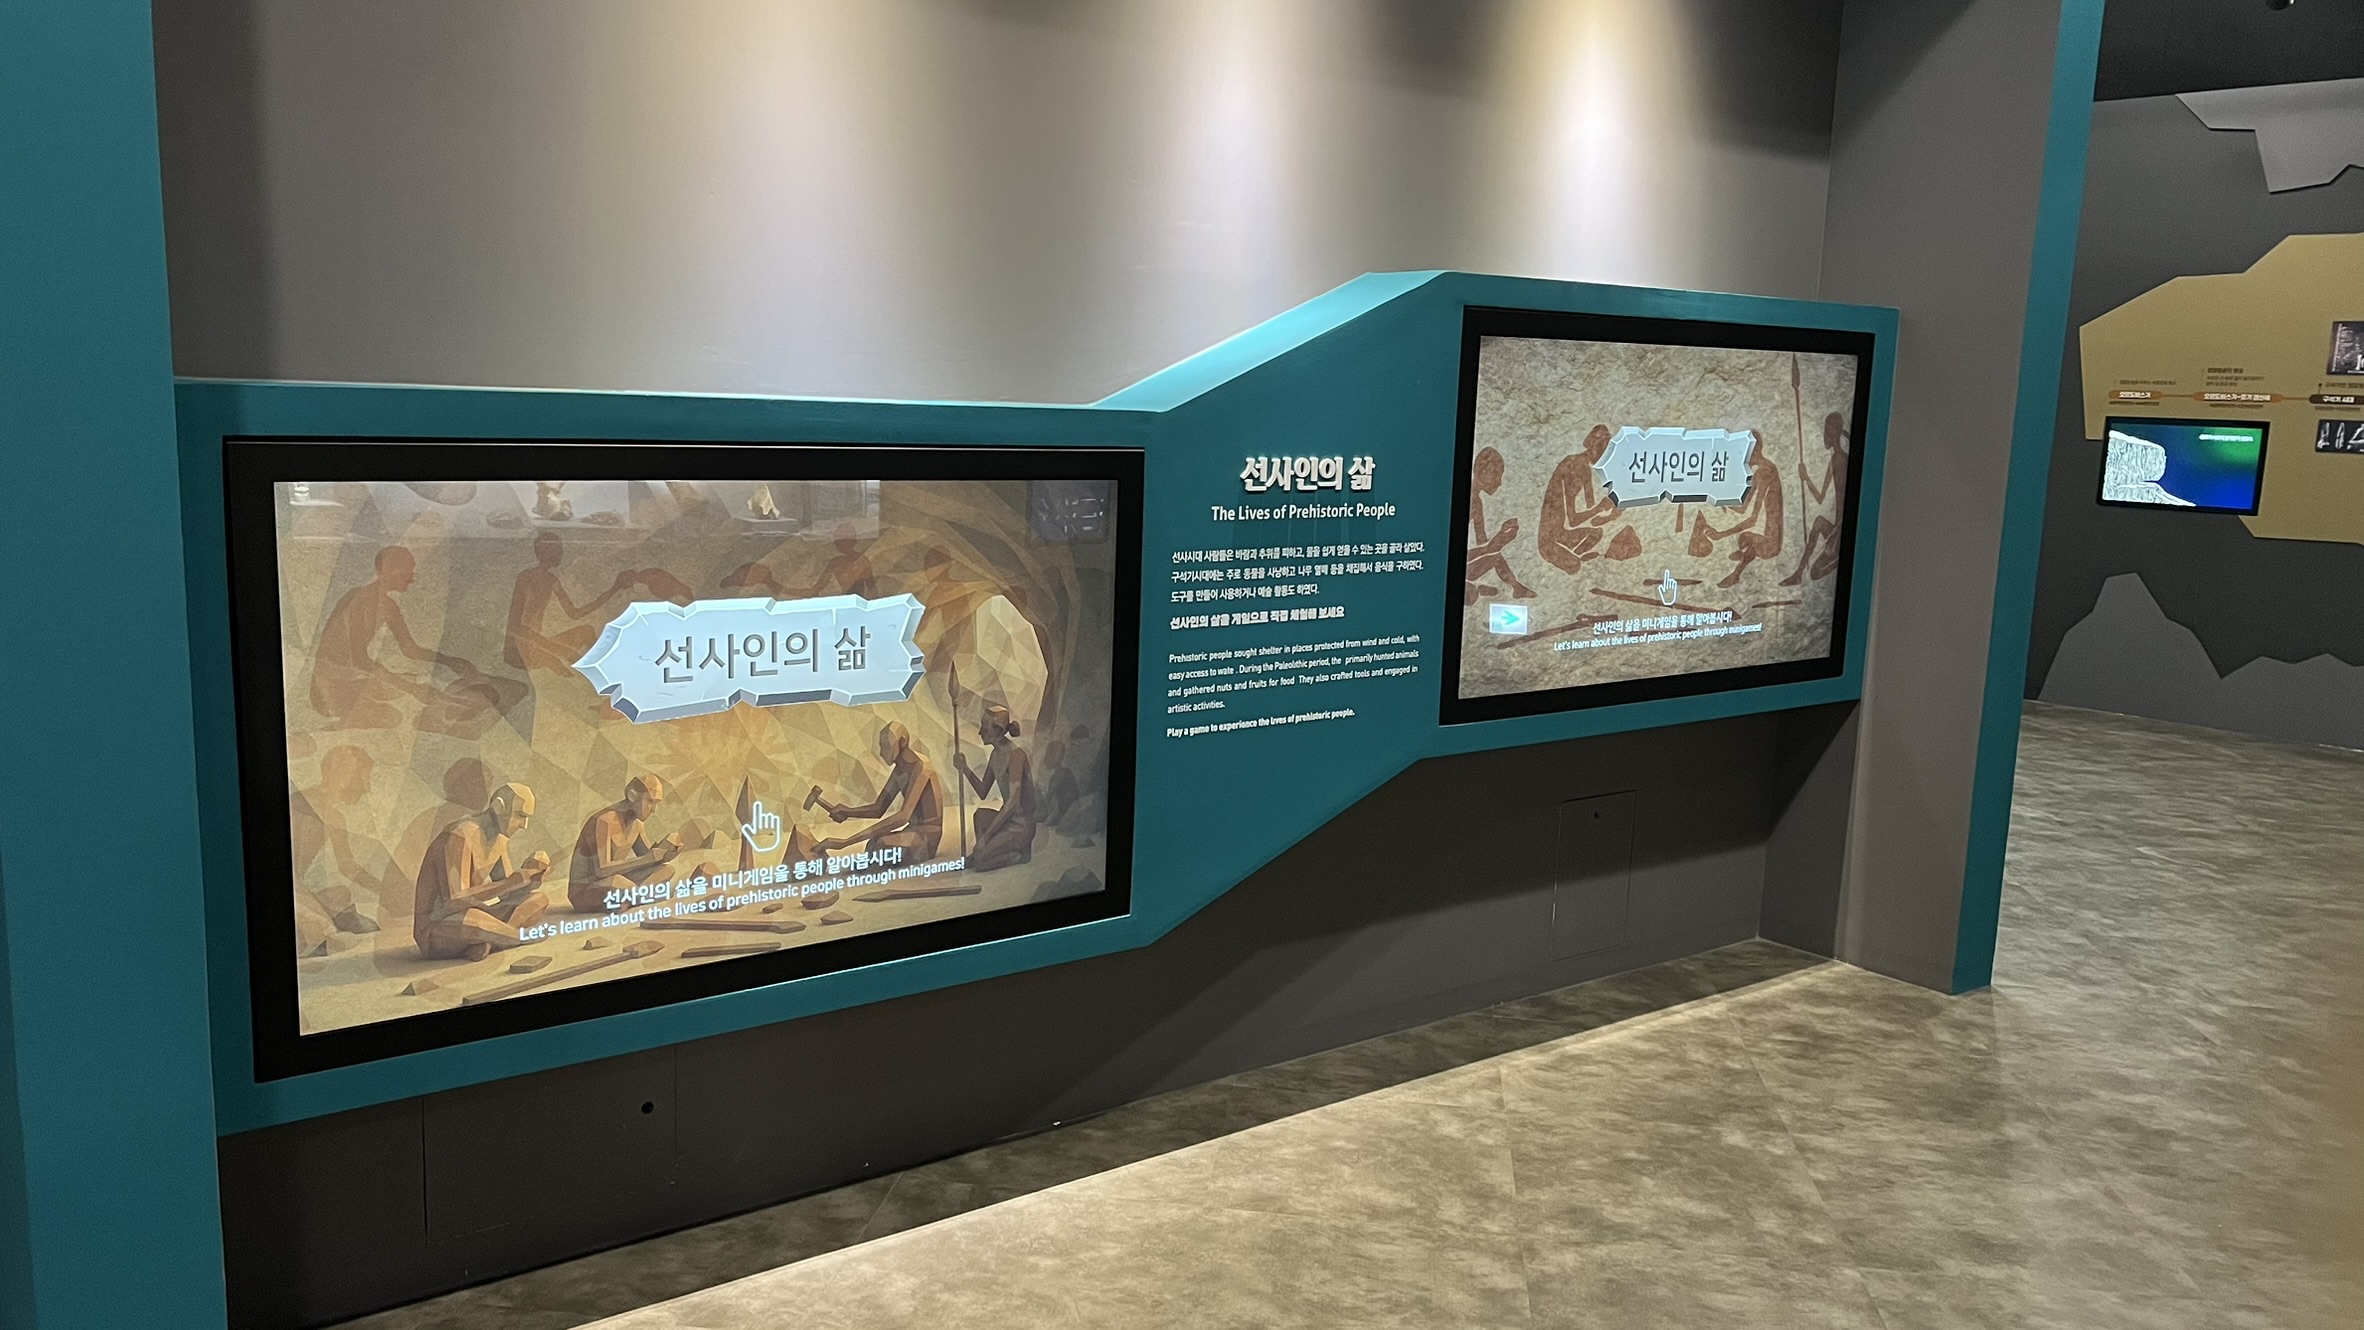 선사인의 삶
선사인의 삶을 미니게임을 통해 알아봅시다!
Let's learn about the lives of prehistoric people through minigames!
선사인의 삶
The Lives of Prehistoric People
선사시대 사람들은 바람과 추위를 피하고, 물을 쉽게 얻을 수 있는 곳을 골라 살았다.
구석기시대에는 주로 동물을 사냥하고 나무 열매 등을 채집해서 음식을 구하였다.
도구를 만들어 사용하거나 예술 활동도 하였다.
선사인의 삶을 게임으로 직접 체험해 보세요
Prehistoric people sought shelter in places protected from wind and cold, with
easy access to wate . During the Paleolithic period, the primarily hunted animals
and gathered nuts and fruits for food They also crafted tools and engaged in
artistic activities.
Play a game to experience the lives of prehistoric people.
선사인의 삶
선사인의 삶을 미니게임을 통해 알아봅시다!
Let's learn about the lives of prehistoric people through minigames!
오르도비스기
구석기 시대